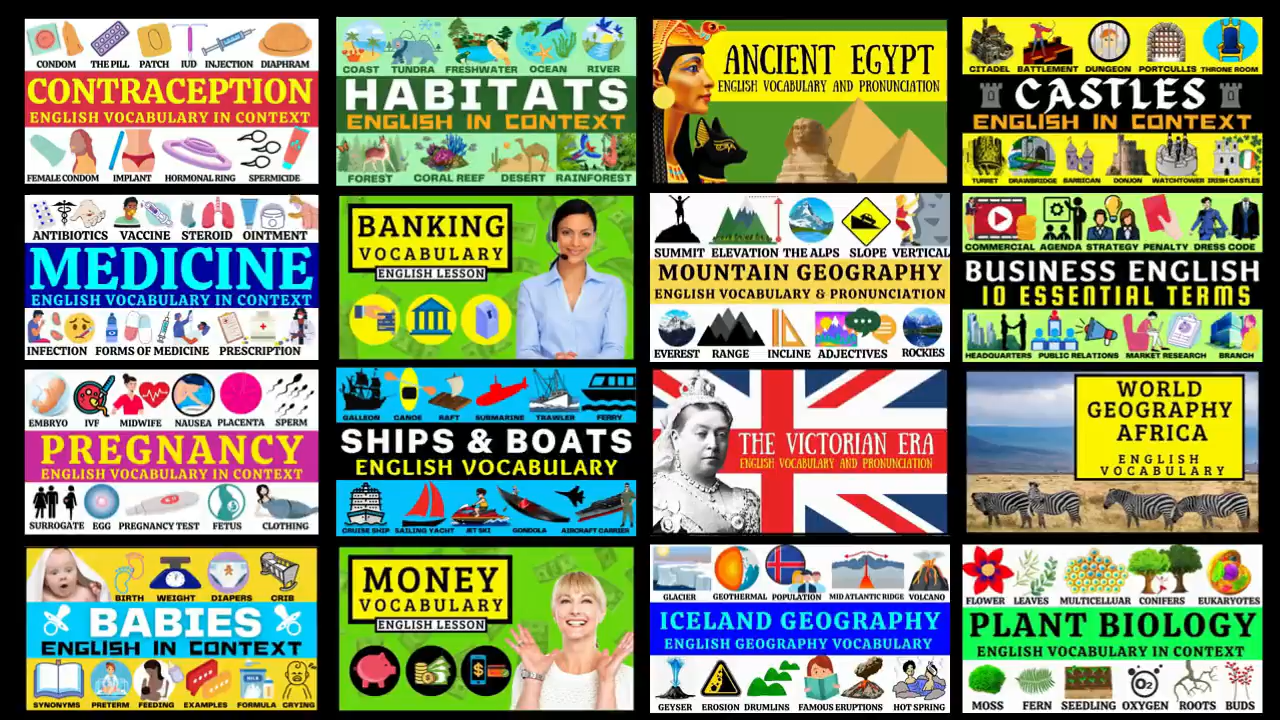 CONDOM THE PILL PATCH IUD INJECTION DIAPHRAM
CONTRACEPTION
ENGLISH VOCABULARY IN CONTEXT
FEMALE CONDOM IMPLANT HORMONAL RING SPERMICIDE
COAST TUNDRA FRESHWATER OCEAN RIVER
HABITATS
ENGLISH IN CONTEXT
FOREST CORAL REEF DESERT RAINFOREST
ANCIENT EGYPT
ENGLISH VOCABULARY AND PRONUNCIATION
CITADEL BATTLEMENT DUNGEON PORTCULLIS THRONE ROOM
CASTLES
ENGLISH IN CONTEXT
TURRET DRAWBRIDGE BARBICAN DONJON WATCHTOWER IRISH CASTLES
ANTIBIOTICS VACCINE STEROID OINTMENT
MEDICINE
ENGLISH VOCABULARY IN CONTEXT
INFECTION FORMS OF MEDICINE PRESCRIPTION
BANKING
VOCABULARY
ENGLISH LESSON
SUMMIT ELEVATION THE ALPS SLOPE VERTICAL
MOUNTAIN GEOGRAPHY
ENGLISH VOCABULARY & PRONUNCIATION
EVEREST RANGE INCLINE ADJECTIVES ROCKIES
COMMERCIAL AGENDA STRATEGY PENALTY DRESS CODE
BUSINESS ENGLISH
10 ESSENTIAL TERMS
HEADQUARTERS PUBLIC RELATIONS MARKET RESEARCH BRANCH
EMBRYO IVF MIDWIFE NAUSEA PLACENTA SPERM
PREGNANCY
ENGLISH VOCABULARY IN CONTEXT
SURROGATE EGG PREGNANCY TEST FETUS CLOTHING
GALLEON CANOE RAFT SUBMARINE TRAWLER FERRY
SHIPS & BOATS
ENGLISH VOCABULARY
CRUISE SHIP SAILING YACHT JET SKI GONDOLA AIRCRAFT CARRIER
THE VICTORIAN ERA
ENGLISH VOCABULARY AND PRONUNCIATION
WORLD
GEOGRAPHY
AFRICA
ENGLISH
VOCABULARY
BIRTH WEIGHT DIAPERS CRIB
BABIES
ENGLISH IN CONTEXT
SYNONYMS PRETERM FEEDING EXAMPLES FORMULA CRYING
MONEY
VOCABULARY
ENGLISH LESSON
GLACIER GEOTHERMAL POPULATION MID ATLANTIC RIDGE VOLCANO
ICELAND GEOGRAPHY
ENGLISH GEOGRAPHY VOCABULARY
GEYSER EROSION DRUMLINS FAMOUS ERUPTIONS HOT SPRING
FLOWER LEAVES MULTICELLUAR CONIFERS EUKARYOTES
PLANT BIOLOGY
ENGLISH VOCABULARY IN CONTEXT
O2
MOSS FERN SEEDLING OXYGEN ROOTS BUDS